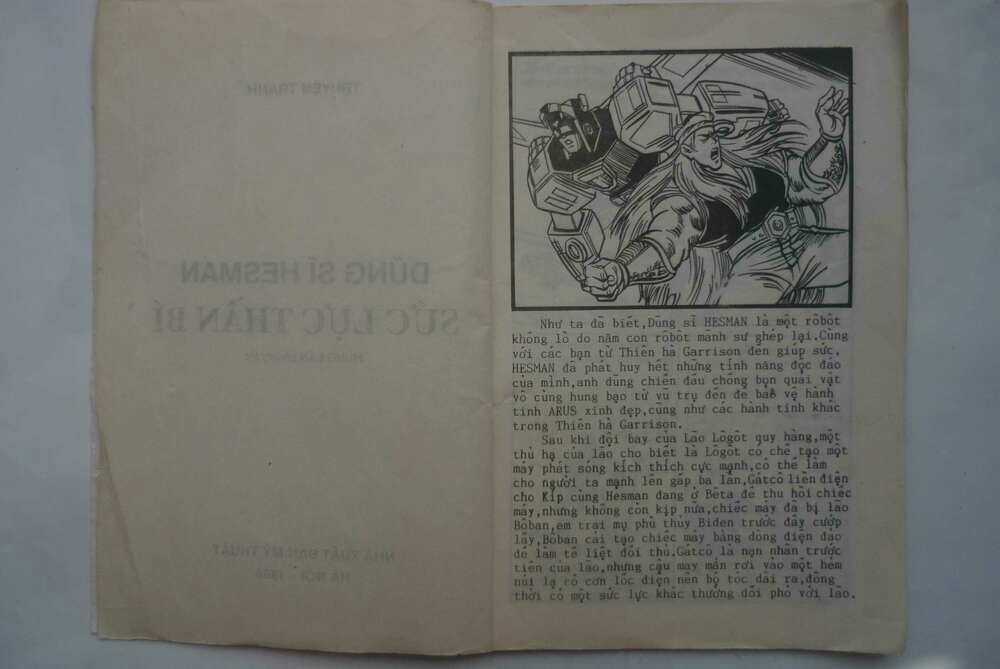 TRUYỆN TRANH
DŨNG SĨ HESMAN
SỨC LỰC THẦN BÍ
NHÀ XUẤT BẢN MỸ THUẬT
HÀ NỘI -
Như ta đã biết,Dũng sĩ HESMAN là một rôbôt
khổng lồ do năm con rôbôt mãnh sư ghép lại.Cùng
với các bạn từ Thiên hà Garrison đến giúp sức,
HESMAN đã phát huy hết những tính năng độc đáo
của mình,anh dũng chiến đấu chống bọn quái vật
vô cùng hung bạo từ vũ trụ đến để bảo vệ hành
tinh ARUS xinh đẹp,cũng như các hành tinh khác
trong Thiên hà Garrison.
Sau khi đội bay của Lão Lôgôt quy hàng,một
thủ hạ của lão cho biết là Lôgôt có chế tạo một
máy phát sóng kích thích cực mạnh,có thể làm
cho người ta mạnh lên gấp ba lần,Gátcô liền điện
cho Kíp cùng Hesman đang ở Bêta để thu hồi chiếc
máy,nhưng không còn kịp nữa,chiếc máy đã bị lão
Bôban,em trai mụ phù thủy Biden trước đây cướp
lấy,Bôban cải tạo chiếc máy bằng dòng điện đảo
để làm tê liệt đối thủ.Gátcô là nạn nhân trước
tiên của lão,nhưng cậu may mắn rơi vào một hẻm
núi lạ có cơn lốc điện nên bộ tóc dài ra,đồng
thời có một sức lực khác thường đối phó với lão.